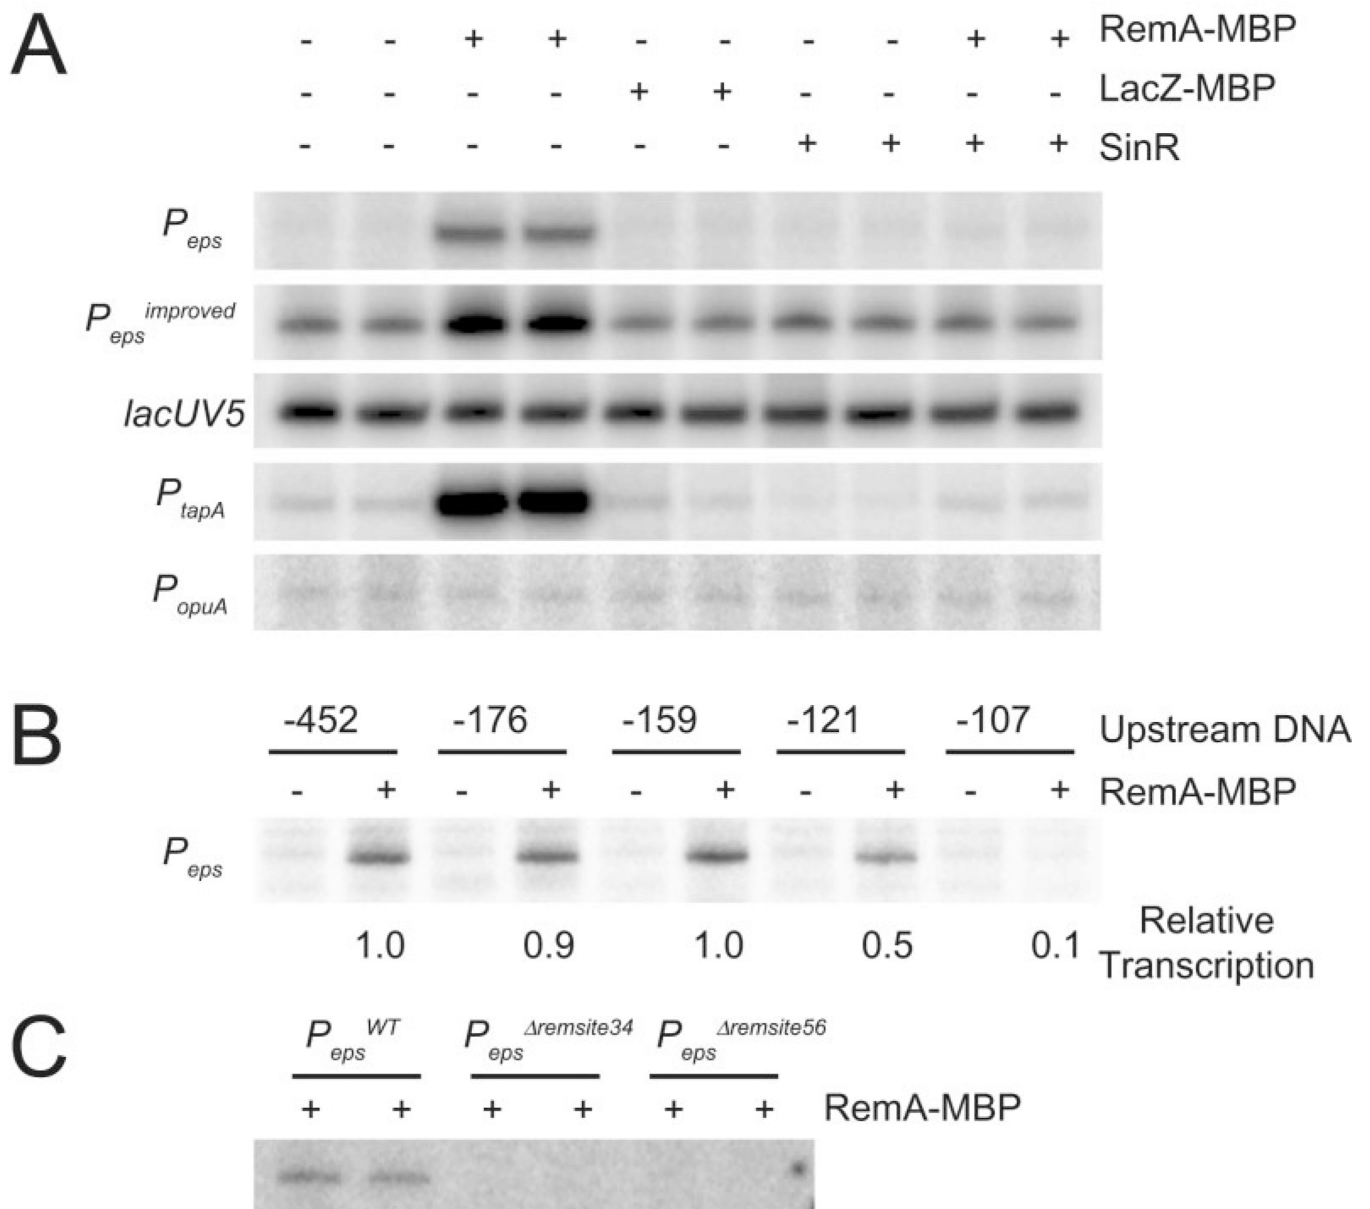 A
- - + + - - - - + + RemA-MBP
- - - - + + - - - - LacZ-MBP
- - - - - - + + + + SinR
P eps
P eps improved
lacUV5
P tapA
P opuA
B
-452 -176 -159 -121 -107 Upstream DNA
- + - + - + - + - + RemA-MBP
P eps
1.0 0.9 1.0 0.5 0.1 Relative
Transcription
C
P eps WT P eps Δremsite34 P eps Δremsite56
+ + + + + + RemA-MBP